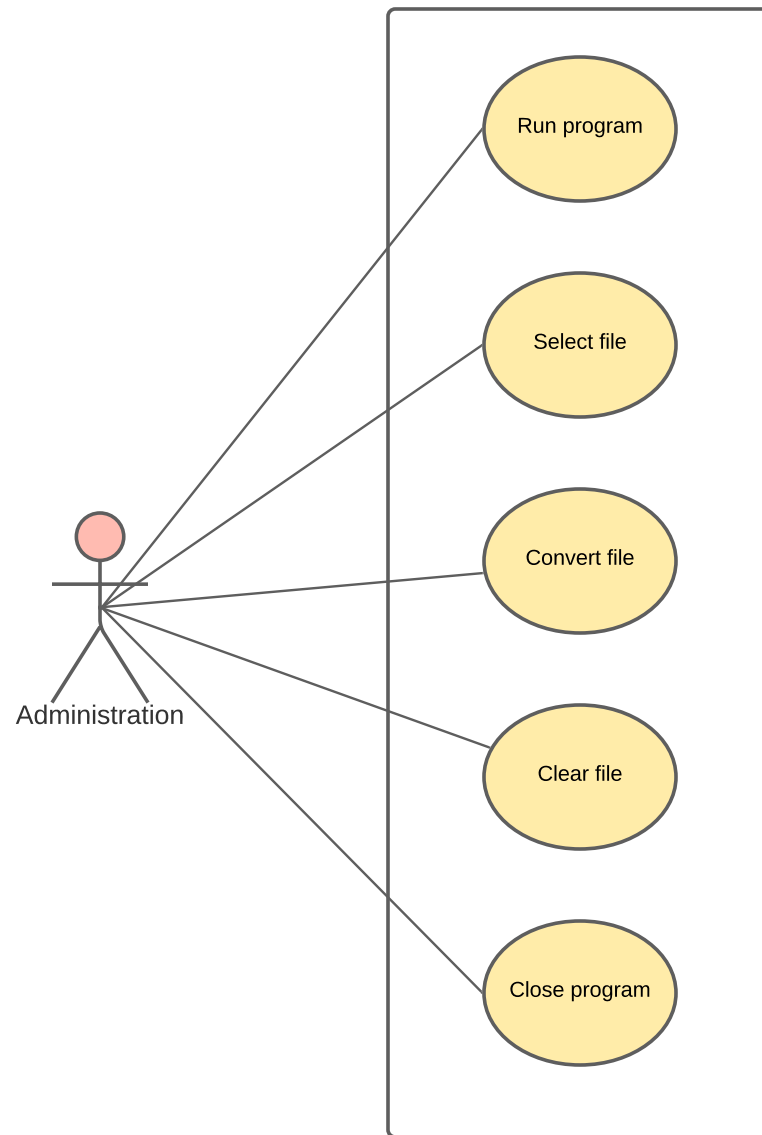 Run program
Select file
Convert file
Administration
Clear file
Close program